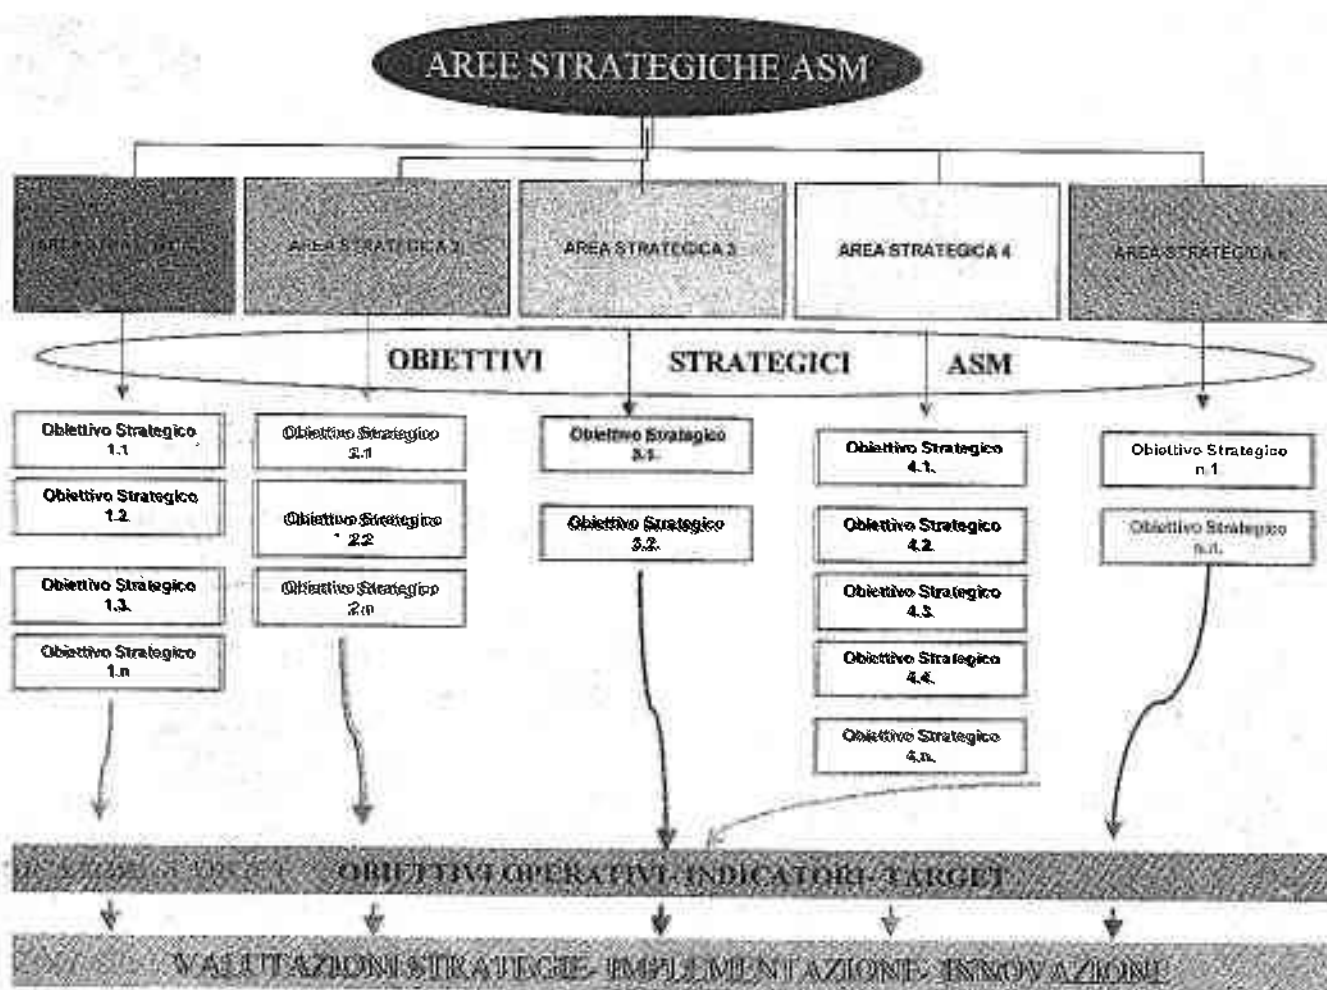 AREE STRATEGICHE ASM
AREA STRATEGICA 2
AREA STRATEGICA 3
AREA STRATEGICA 4
AREA STRATEGICA
OBIETTIVI STRATEGICI ASM
Obiettivo Strategico
1.1
Obiettivo Strategico
1.2.
Obiettivo Strategico
1.3.
Obiettivo Strategico
1.n
Obiettivo Strategico
2.1
Obiettivo Strategico
2.2
Obiettivo Strategico
2.n
Obiettivo Strategico
3.1.
Obiettivo Strategico
3.2.
Obiettivo Strategico
4.1.
Obiettivo Strategico
4.2.
Obiettivo Strategico
4.3.
Obiettivo Strategico
4.4.
Obiettivo Strategico
4.n.
Obiettivo Strategico
n.1
Obiettivo Strategico
n.n.
OBIETTIVI OPERATIVI- INDICATORI- TARGET
VALUTAZIONI STRATEGIE- IMPLEMENTAZIONE- INNOVAZIONE